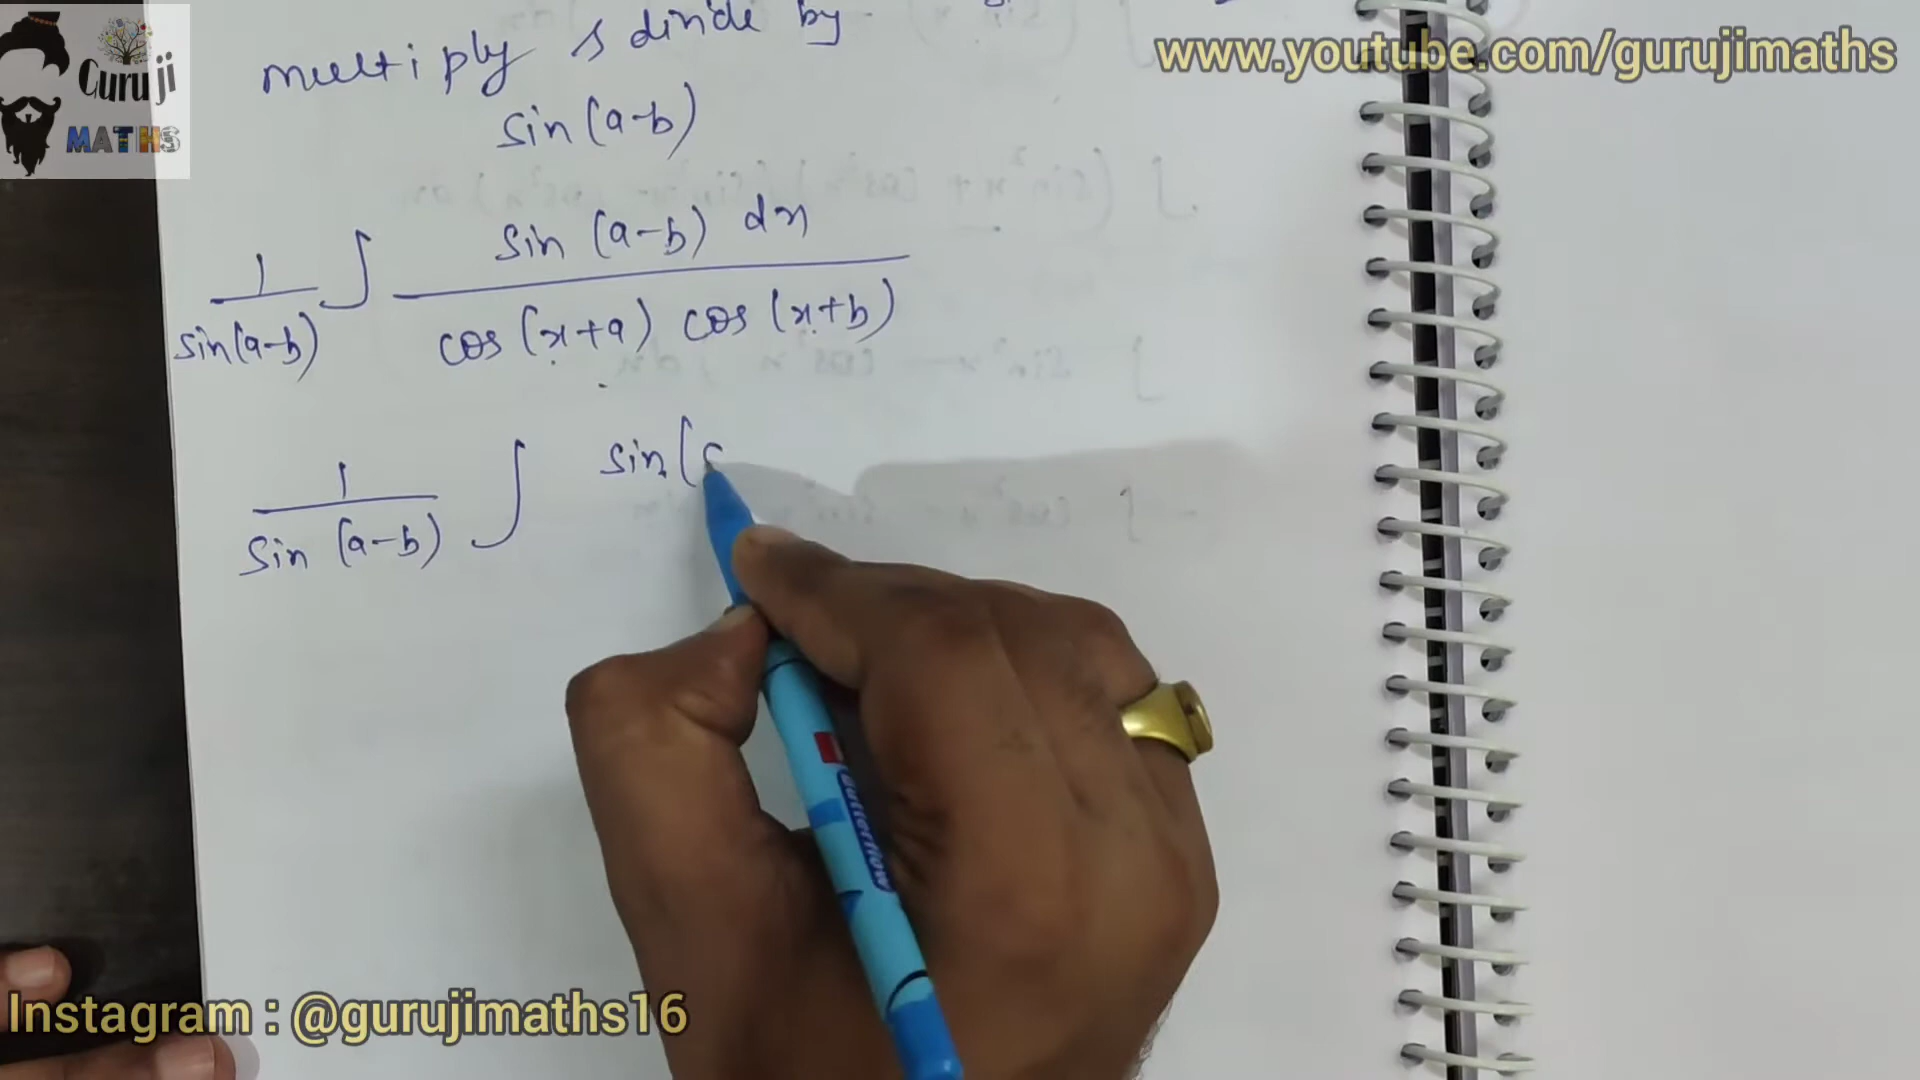 Guruji
MATHS
www.youtube.com/gurujimaths
multiply & divide by
sin(a-b)
1/sin(a-b) ∫ sin (a-b) dx / cos (x+a) cos (x+b)
1/sin (a-b) ∫ sin (
Butterflow
Instagram : @gurujimaths16